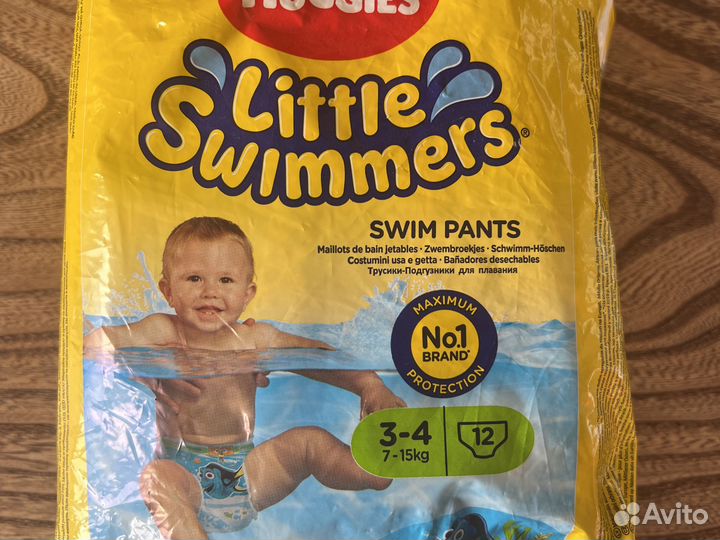 HUGGIES
Little
Swimmers®
SWIM PANTS
Maillots de bain jetables · Zwembroekjes · Schwimm-Höschen
Costumini usa e getta · Bañadores desechables
Трусики-Подгузники для плавания
MAXIMUM
No.1
BRAND*
PROTECTION
3-4
7-15kg
12
Avito